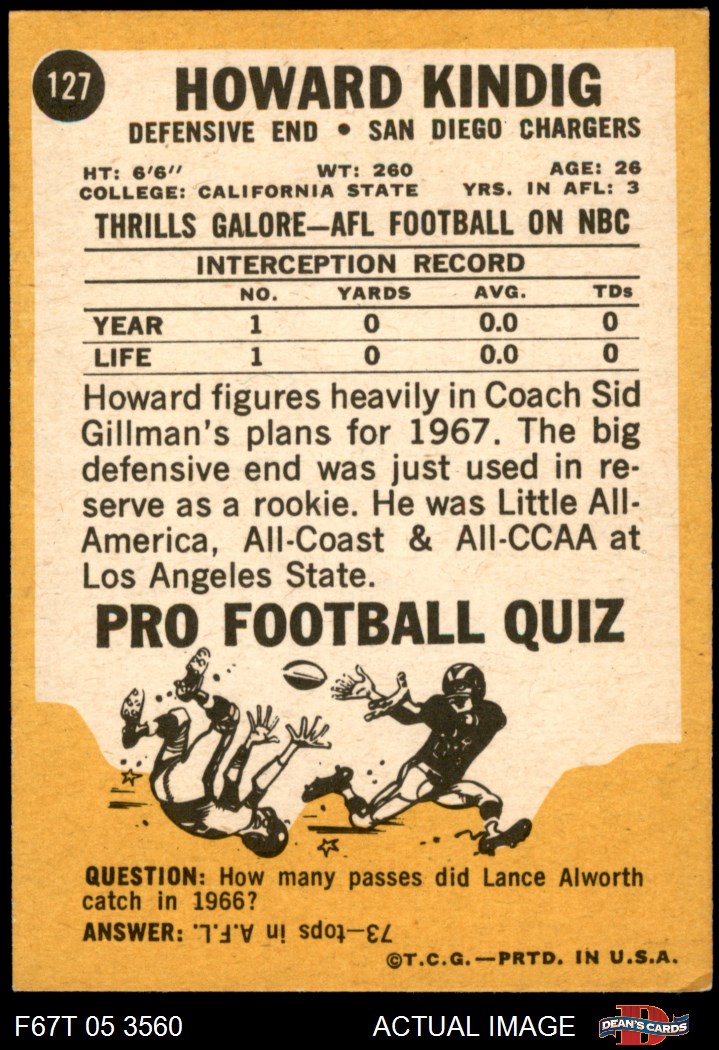 127
HOWARD KINDIG
DEFENSIVE END • SAN DIEGO CHARGERS
HT: 6'6" WT: 260 AGE: 26
COLLEGE: CALIFORNIA STATE YRS. IN AFL: 3
THRILLS GALORE—AFL FOOTBALL ON NBC
INTERCEPTION RECORD
NO. YARDS AVG. TDs
YEAR 1 0 0.0 0
LIFE 1 0 0.0 0
Howard figures heavily in Coach Sid
Gillman's plans for 1967. The big
defensive end was just used in re-
serve as a rookie. He was Little All-
America, All-Coast & All-CCAA at
Los Angeles State.
PRO FOOTBALL QUIZ
QUESTION: How many passes did Lance Alworth
catch in 1966?
ANSWER: 73—tops in A.F.L.
©T.C.G.—PRTD. IN U.S.A.
F67T 05 3560 ACTUAL IMAGE D DEAN'S CARDS